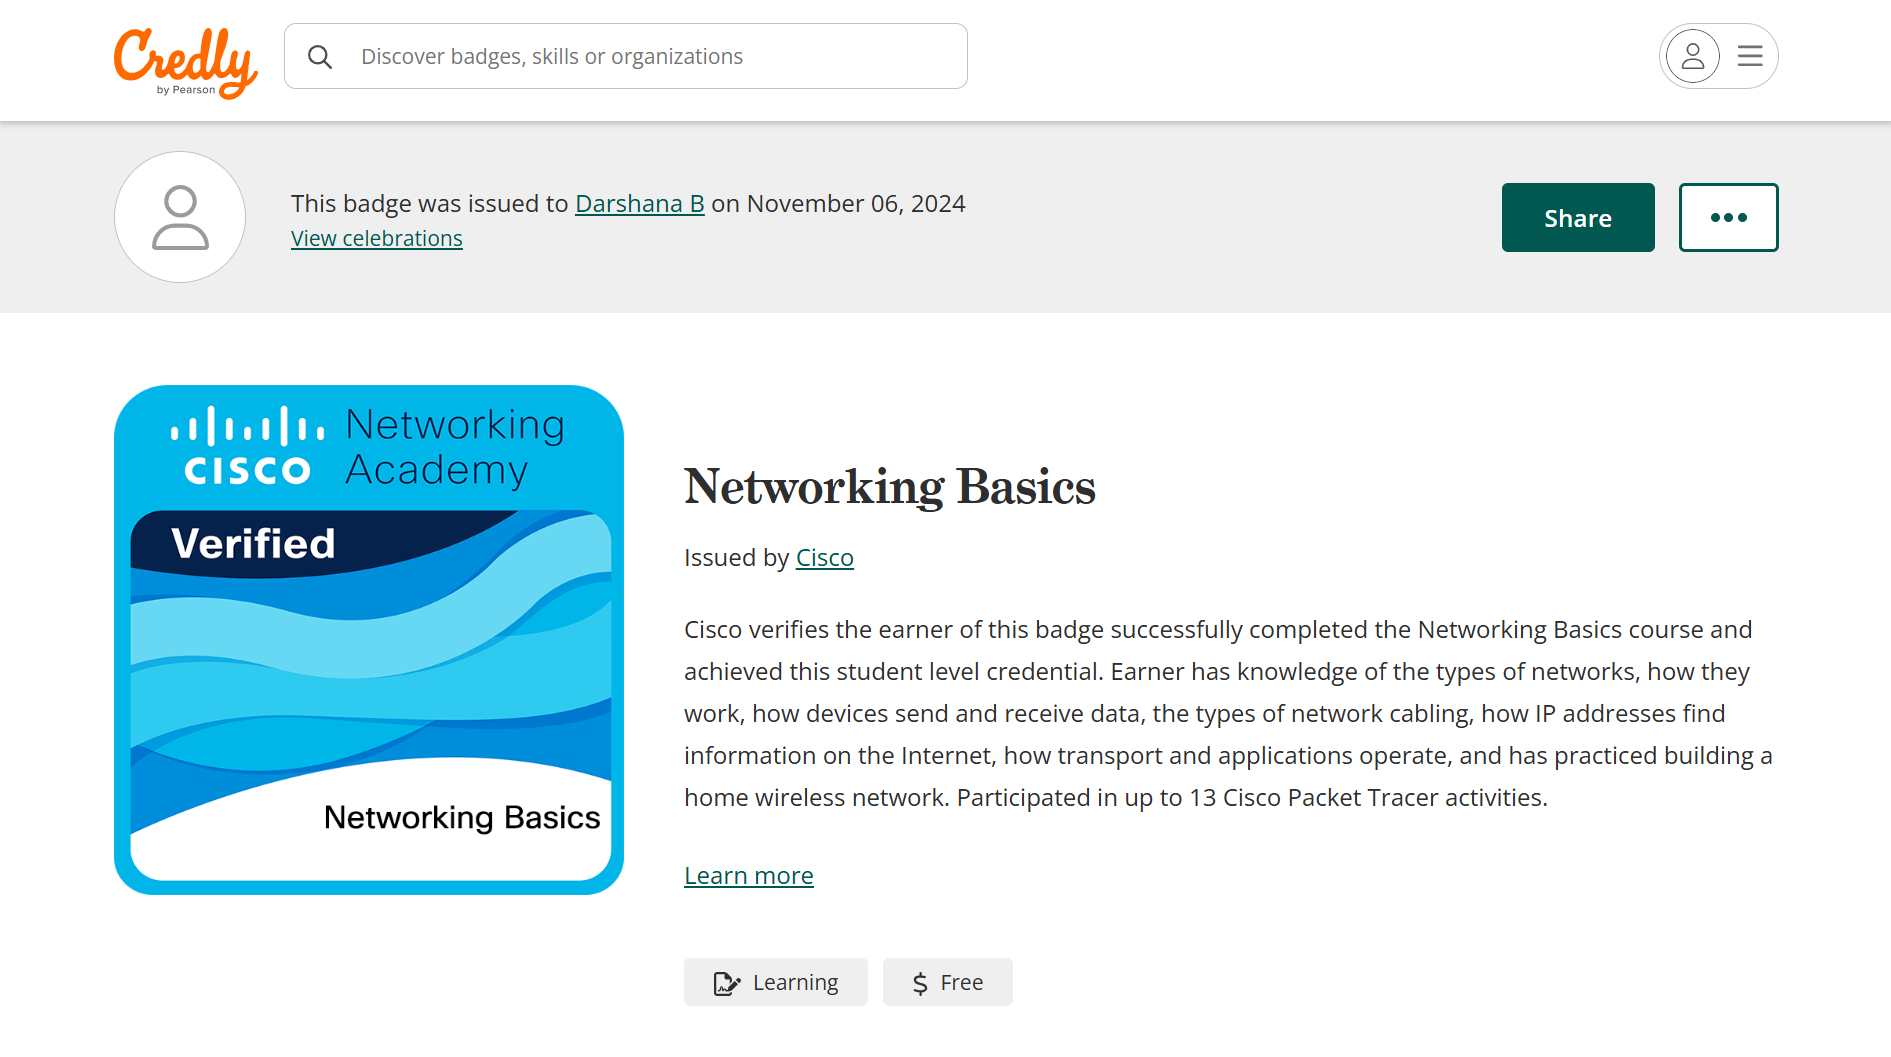 Credly
by Pearson
Discover badges, skills or organizations
This badge was issued to Darshana B on November 06, 2024
View celebrations
Share
CISCO
Networking
Academy
Verified
Networking Basics
Networking Basics
Issued by Cisco
Cisco verifies the earner of this badge successfully completed the Networking Basics course and
achieved this student level credential. Earner has knowledge of the types of networks, how they
work, how devices send and receive data, the types of network cabling, how IP addresses find
information on the Internet, how transport and applications operate, and has practiced building a
home wireless network. Participated in up to 13 Cisco Packet Tracer activities.
Learn more
Learning
$ Free